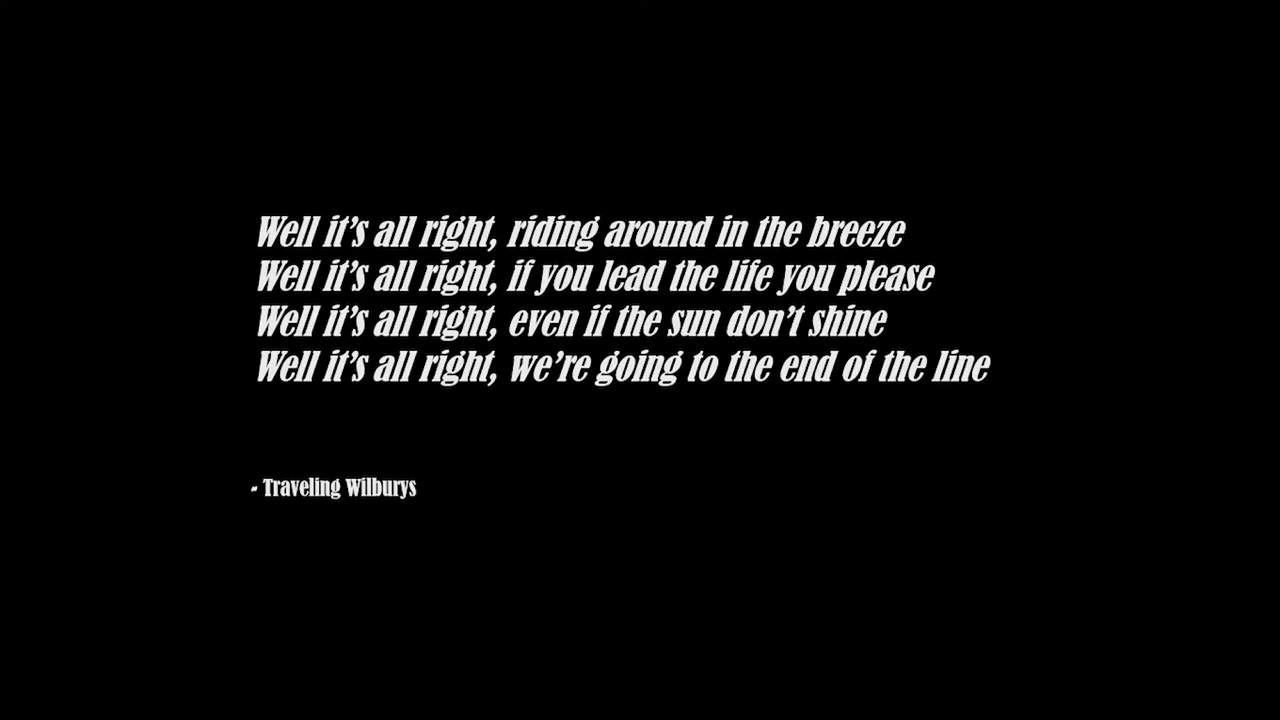 Well it's all right, riding around in the breeze
Well it's all right, if you lead the life you please
Well it's all right, even if the sun don't shine
Well it's all right, we're going to the end of the line
- Traveling Wilburys